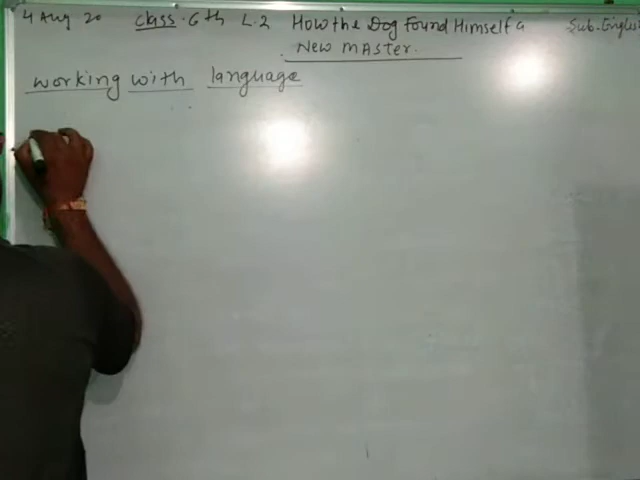 4 Aug 20 Class. 6th L.2 How the Dog Found Himself a Sub. English
New MAster.
working with language